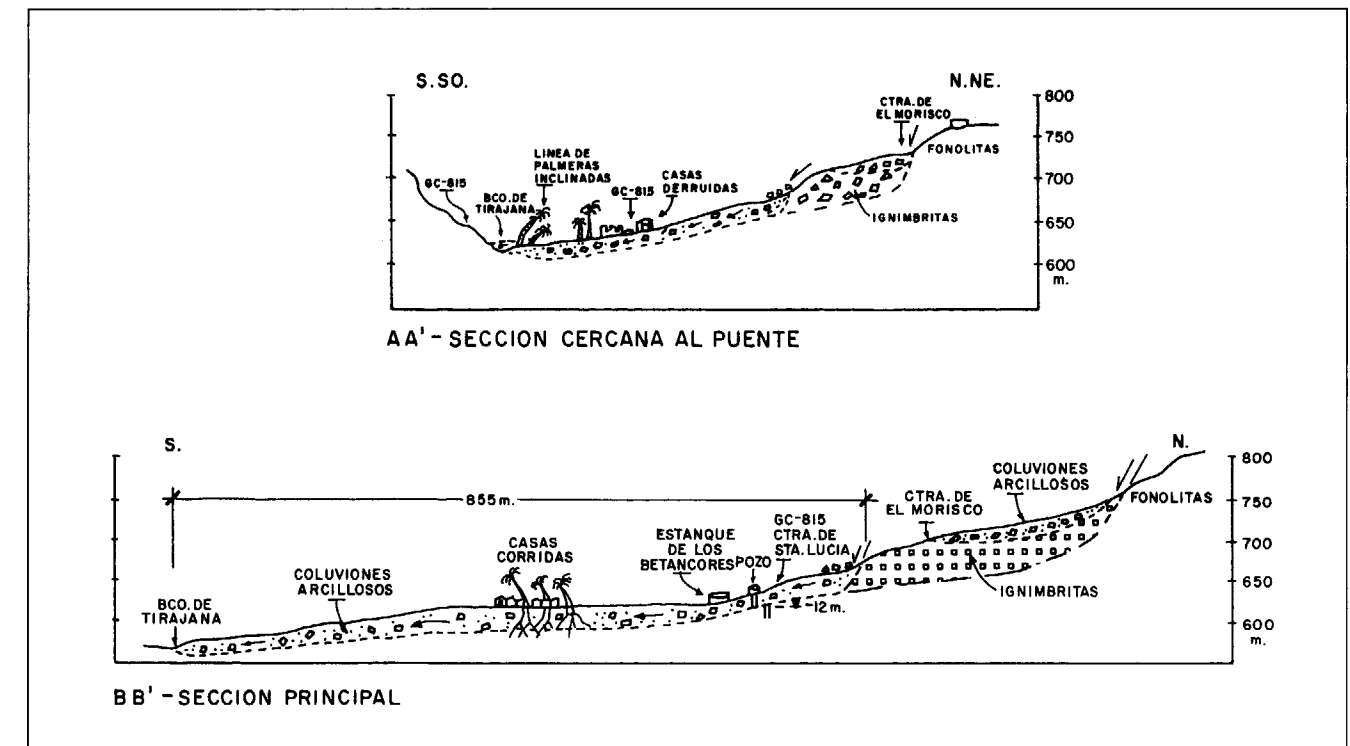 S.SO.
N.NE.
800
750
700
650
600
m.
CTRA. DE
EL MORISCO
FONOLITAS
IGNIMBRITAS
LINEA DE
PALMERAS
INCLINADAS
GC-815
BCO. DE
TIRAJANA
GC-815
CASAS
DERRUIDAS
AA' - SECCION CERCANA AL PUENTE
S.
N.
800
750
700
650
600
m.
855 m.
COLUVIONES
ARCILLOSOS
FONOLITAS
CTRA. DE
EL MORISCO
GC-815
CTRA. DE
STA. LUCIA
ESTANQUE
DE LOS
BETANCORES
POZO
CASAS
CORRIDAS
COLUVIONES
ARCILLOSOS
BCO. DE
TIRAJANA
-12 m.
IGNIMBRITAS
BB' - SECCION PRINCIPAL